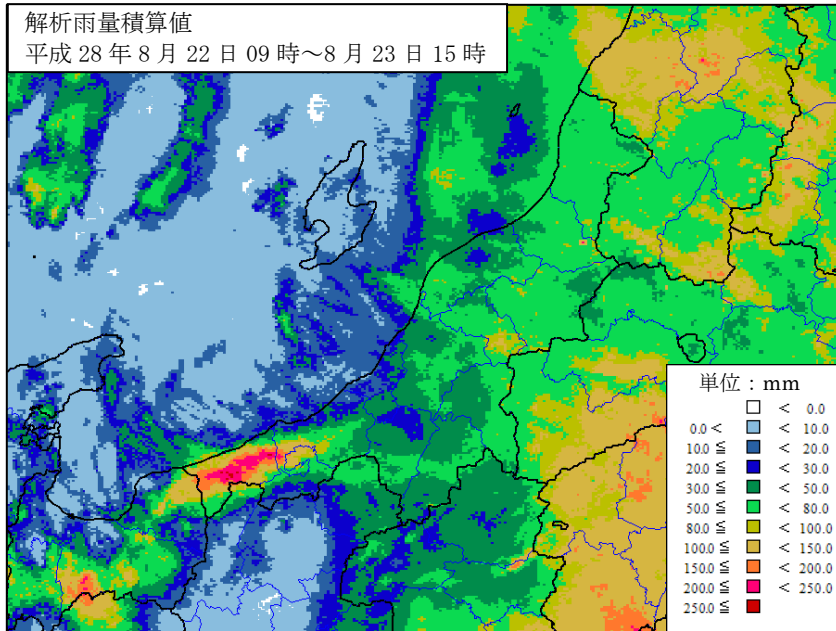 解析雨量積算値
平成 28 年 8 月 22 日 09 時～8 月 23 日 15 時
単位：mm
< 0.0
0.0 < < 10.0
10.0 ≦ < 20.0
20.0 ≦ < 30.0
30.0 ≦ < 50.0
50.0 ≦ < 80.0
80.0 ≦ < 100.0
100.0 ≦ < 150.0
150.0 ≦ < 200.0
200.0 ≦ < 250.0
250.0 ≦